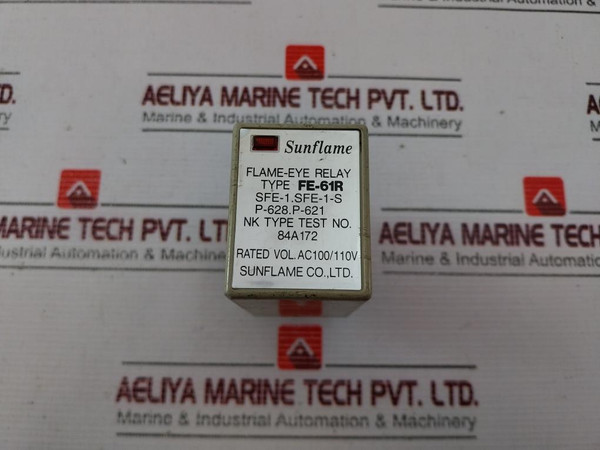 AELIYA MARINE TECH PVT. LTD.
Marine & Industrial Automation & Machinery
Sunflame
FLAME-EYE RELAY
TYPE FE-61R
SFE-1.SFE-1-S
P-628.P-621
NK TYPE TEST NO.
84A172
RATED VOL. AC100/110V
SUNFLAME CO.,LTD.
AELIYA MARINE
Marine & Industrial Automation
AELIYA MARINE TECH PVT. LTD.
Marine & Industrial Automation & Machinery